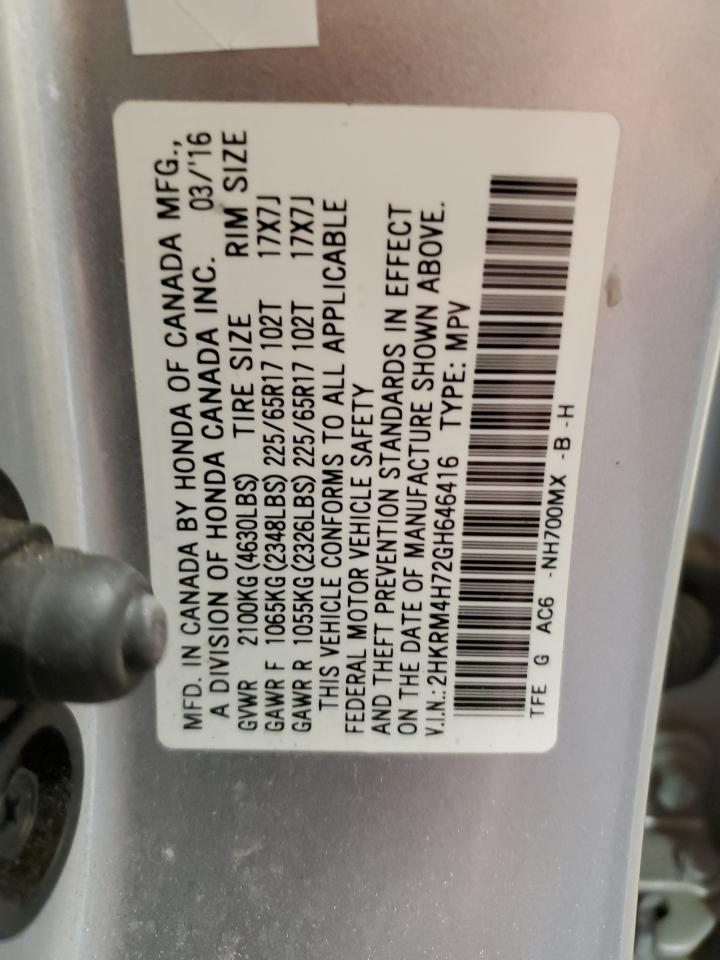 MFD. IN CANADA BY HONDA OF CANADA MFG.,
A DIVISION OF HONDA CANADA INC. 03/'16
GVWR 2100KG(4630LBS) TIRE SIZE RIM SIZE
GAWR F 1065KG(2348LBS) 225/65R17 102T 17X7J
GAWR R 1055KG(2326LBS) 225/65R17 102T 17X7J
THIS VEHICLE CONFORMS TO ALL APPLICABLE
FEDERAL MOTOR VEHICLE SAFETY
AND THEFT PREVENTION STANDARDS IN EFFECT
ON THE DATE OF MANUFACTURE SHOWN ABOVE.
V.I.N.:2HKRM4H72GH646416 TYPE: MPV
TFE G AC6 -NH700MX -B -H